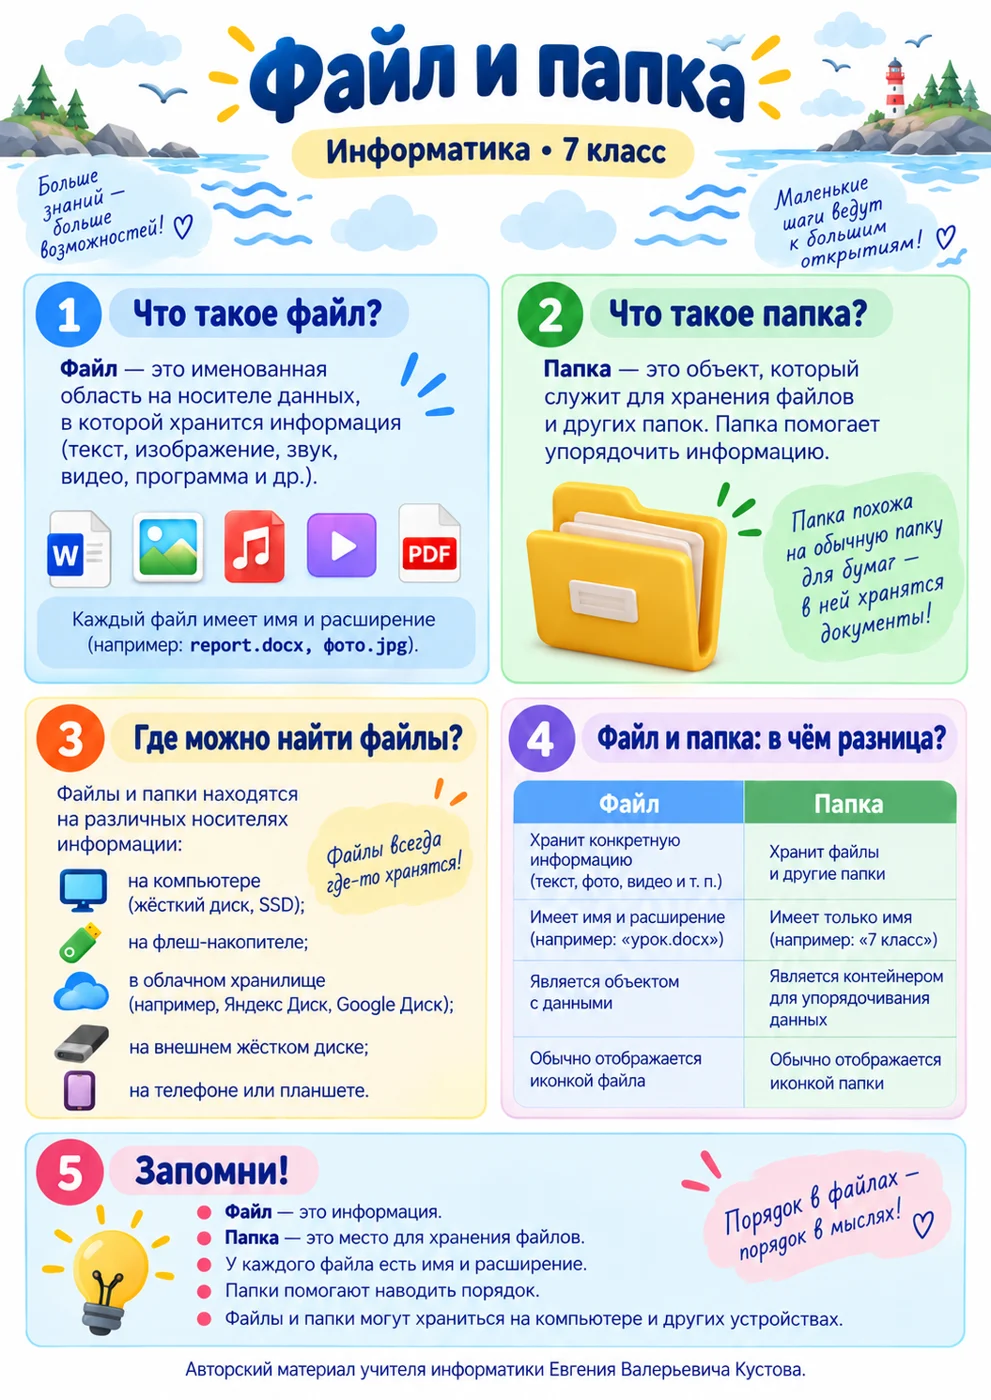 Файл и папка
Информатика • 7 класс
Больше
знаний –
больше
возможностей!
Маленькие
шаги ведут
к большим
открытиям!
1
Что такое файл?
Файл — это именованная
область на носителе данных,
в которой хранится информация
(текст, изображение, звук,
видео, программа и др.).
W
PDF
Каждый файл имеет имя и расширение
(например: report.docx, фото.jpg).
2
Что такое папка?
Папка — это объект, который
служит для хранения файлов
и других папок. Папка помогает
упорядочить информацию.
Папка похожа
на обычную папку
для бумаг –
в ней хранятся
документы!
3
Где можно найти файлы?
Файлы и папки находятся
на различных носителях
информации:
Файлы всегда
где-то хранятся!
на компьютере
(жёсткий диск, SSD);
на флеш-накопителе;
в облачном хранилище
(например, Яндекс Диск, Google Диск);
на внешнем жёстком диске;
на телефоне или планшете.
4
Файл и папка: в чём разница?
Файл
Папка
Хранит конкретную
информацию
(текст, фото, видео и т. п.)
Хранит файлы
и другие папки
Имеет имя и расширение
(например: «урок.docx»)
Имеет только имя
(например: «7 класс»)
Является объектом
с данными
Является контейнером
для упорядочивания
данных
Обычно отображается
иконкой файла
Обычно отображается
иконкой папки
5
Запомни!
Файл — это информация.
Папка — это место для хранения файлов.
У каждого файла есть имя и расширение.
Папки помогают наводить порядок.
Файлы и папки могут храниться на компьютере и других устройствах.
Порядок в файлах –
порядок в мыслях!
Авторский материал учителя информатики Евгения Валерьевича Кустова.